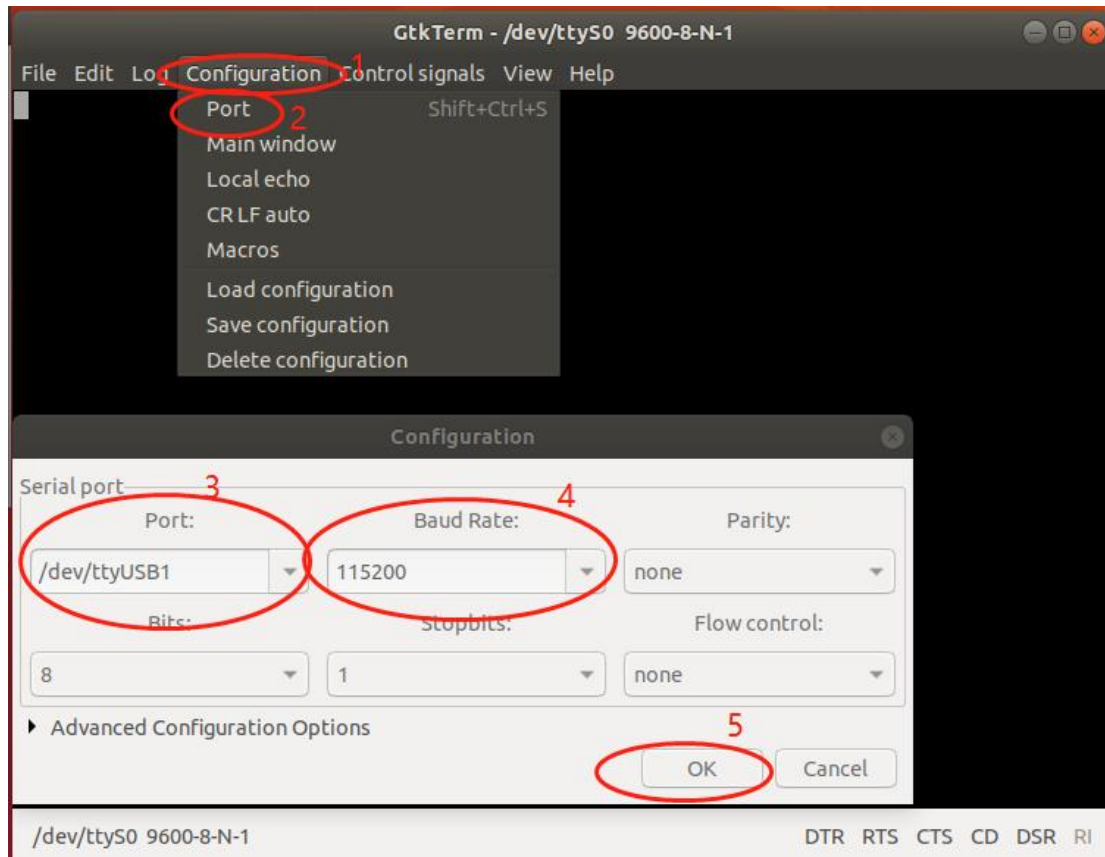 GtkTerm - /dev/ttyS0 9600-8-N-1
File Edit Log Configuration 1 Control signals View Help
Port 2 Shift+Ctrl+S
Main window
Local echo
CR LF auto
Macros
Load configuration
Save configuration
Delete configuration
Configuration
Serial port 3 4
Port: Baud Rate: Parity:
/dev/ttyUSB1 115200 none
Bits: Stopbits: Flow control:
8 1 none
Advanced Configuration Options 5
OK Cancel
/dev/ttyS0 9600-8-N-1 DTR RTS CTS CD DSR RI